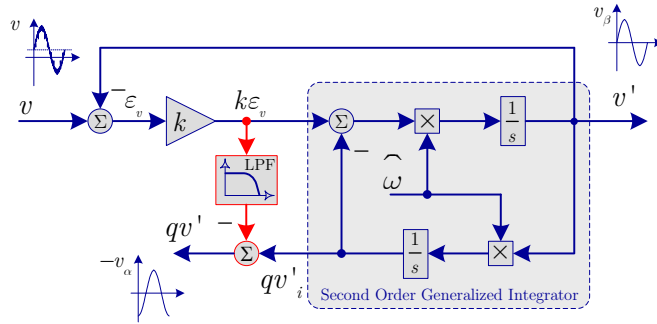 v
v_β
− ε_v
kε_v
v'
v
Σ
k
Σ
×
1/s
−
LPF
ω̂
−
qv'
Σ
1/s
×
−v_α
qv'_i
Second Order Generalized Integrator